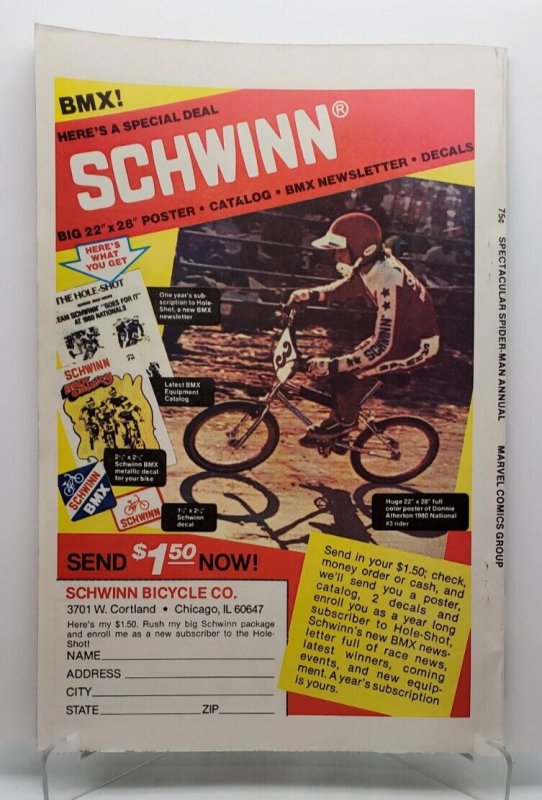 BMX!
HERE'S A SPECIAL DEAL
SCHWINN®
BIG 22" x 28" POSTER • CATALOG • BMX NEWSLETTER • DECALS
HERE'S
WHAT
YOU GET
THE HOLE-SHOT
TEAM SCHWINN "GOES FOR IT"
AT 1980 NATIONALS
One year's sub-
scription to Hole-
Shot, a new BMX
newsletter
SCHWINN
Latest BMX
Equipment
Catalog
2½" x 2½"
Schwinn BMX
metallic decal
for your bike
SCHWINN
BMX
SCHWINN
Schwinn
decal
SCHWINN
3
Huge 22" x 28" full
color poster of Donnie
Atherton 1980 National
#3 rider
SEND $1.50 NOW!
SCHWINN BICYCLE CO.
3701 W. Cortland • Chicago, IL 60647
Here's my $1.50. Rush my big Schwinn package
and enroll me as a new subscriber to the Hole-
Shot!
NAME
ADDRESS
CITY
STATE ZIP
Send in your $1.50; check,
money order or cash, and
we'll send you a poster,
catalog, 2 decals and
enroll you as a year long
subscriber to Hole-Shot,
Schwinn's new BMX news-
letter full of race news,
latest winners, coming
events, and new equip-
ment. A year's subscription
is yours.
75¢ SPECTACULAR SPIDER-MAN ANNUAL MARVEL COMICS GROUP